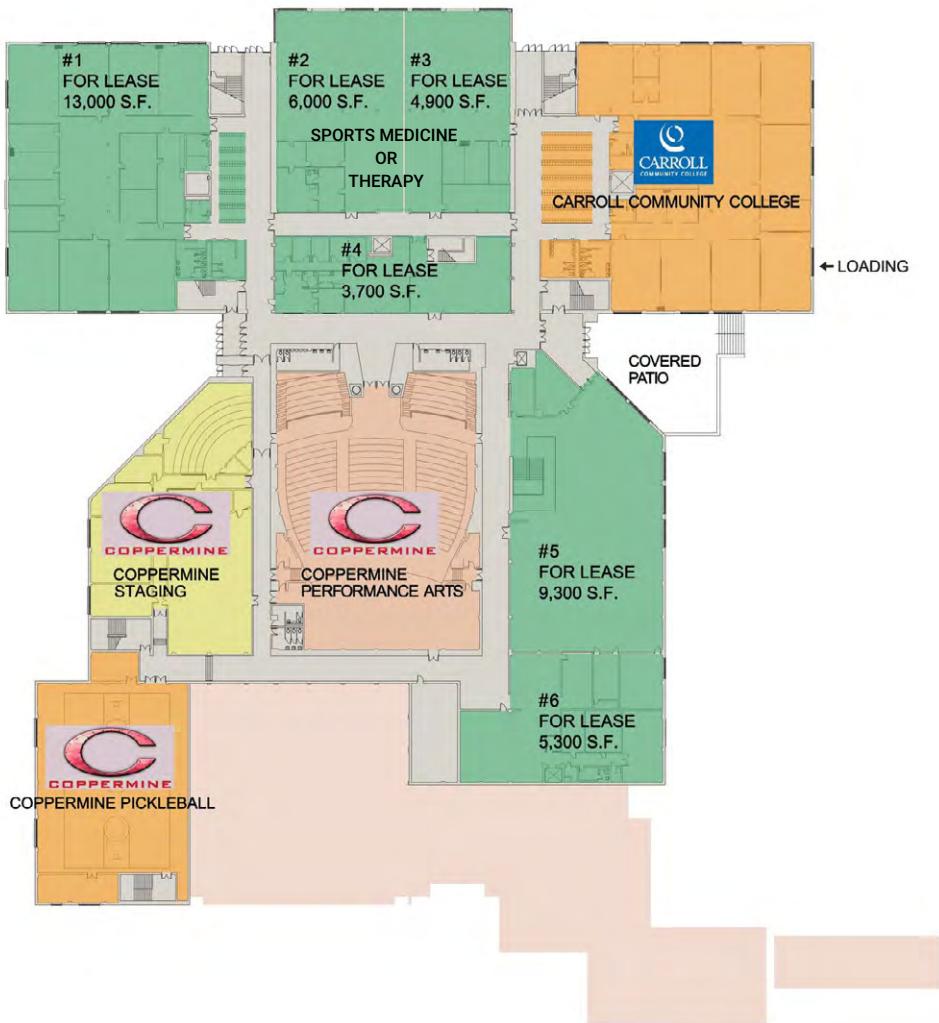 #1
FOR LEASE
13,000 S.F.
#2
FOR LEASE
6,000 S.F.
#3
FOR LEASE
4,900 S.F.
SPORTS MEDICINE
OR
THERAPY
CARROLL
COMMUNITY COLLEGE
CARROLL COMMUNITY COLLEGE
#4
FOR LEASE
3,700 S.F.
←LOADING
COVERED
PATIO
COPPERMINE
COPPERMINE
STAGING
COPPERMINE
COPPERMINE
PERFORMANCE ARTS
#5
FOR LEASE
9,300 S.F.
#6
FOR LEASE
5,300 S.F.
COPPERMINE
COPPERMINE PICKLEBALL